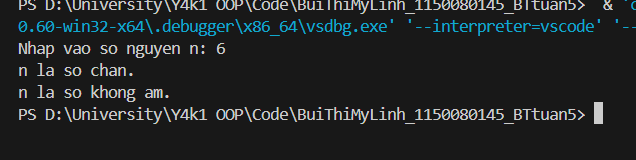 PS D:\University\Y4k1 OOP\Code\BuiThiMyLinh_1150080145_BTtuan5> & '
0.60-win32-x64\.debugger\x86_64\vsdbg.exe' '--interpreter=vscode' '--
Nhap vao so nguyen n: 6
n la so chan.
n la so khong am.
PS D:\University\Y4k1 OOP\Code\BuiThiMyLinh_1150080145_BTtuan5>